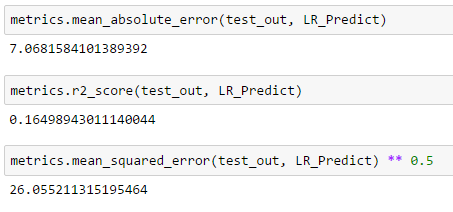 metrics.mean_absolute_error(test_out, LR_Predict)
7.0681584101389392
metrics.r2_score(test_out, LR_Predict)
0.16498943011140044
metrics.mean_squared_error(test_out, LR_Predict) ** 0.5
26.055211315195464